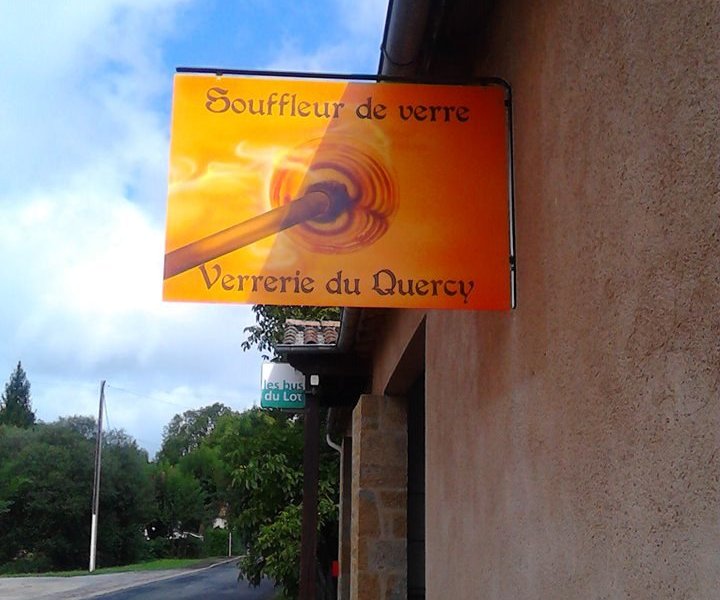 Souffleur de verre
Verrerie du Quercy
les bus
du Lot